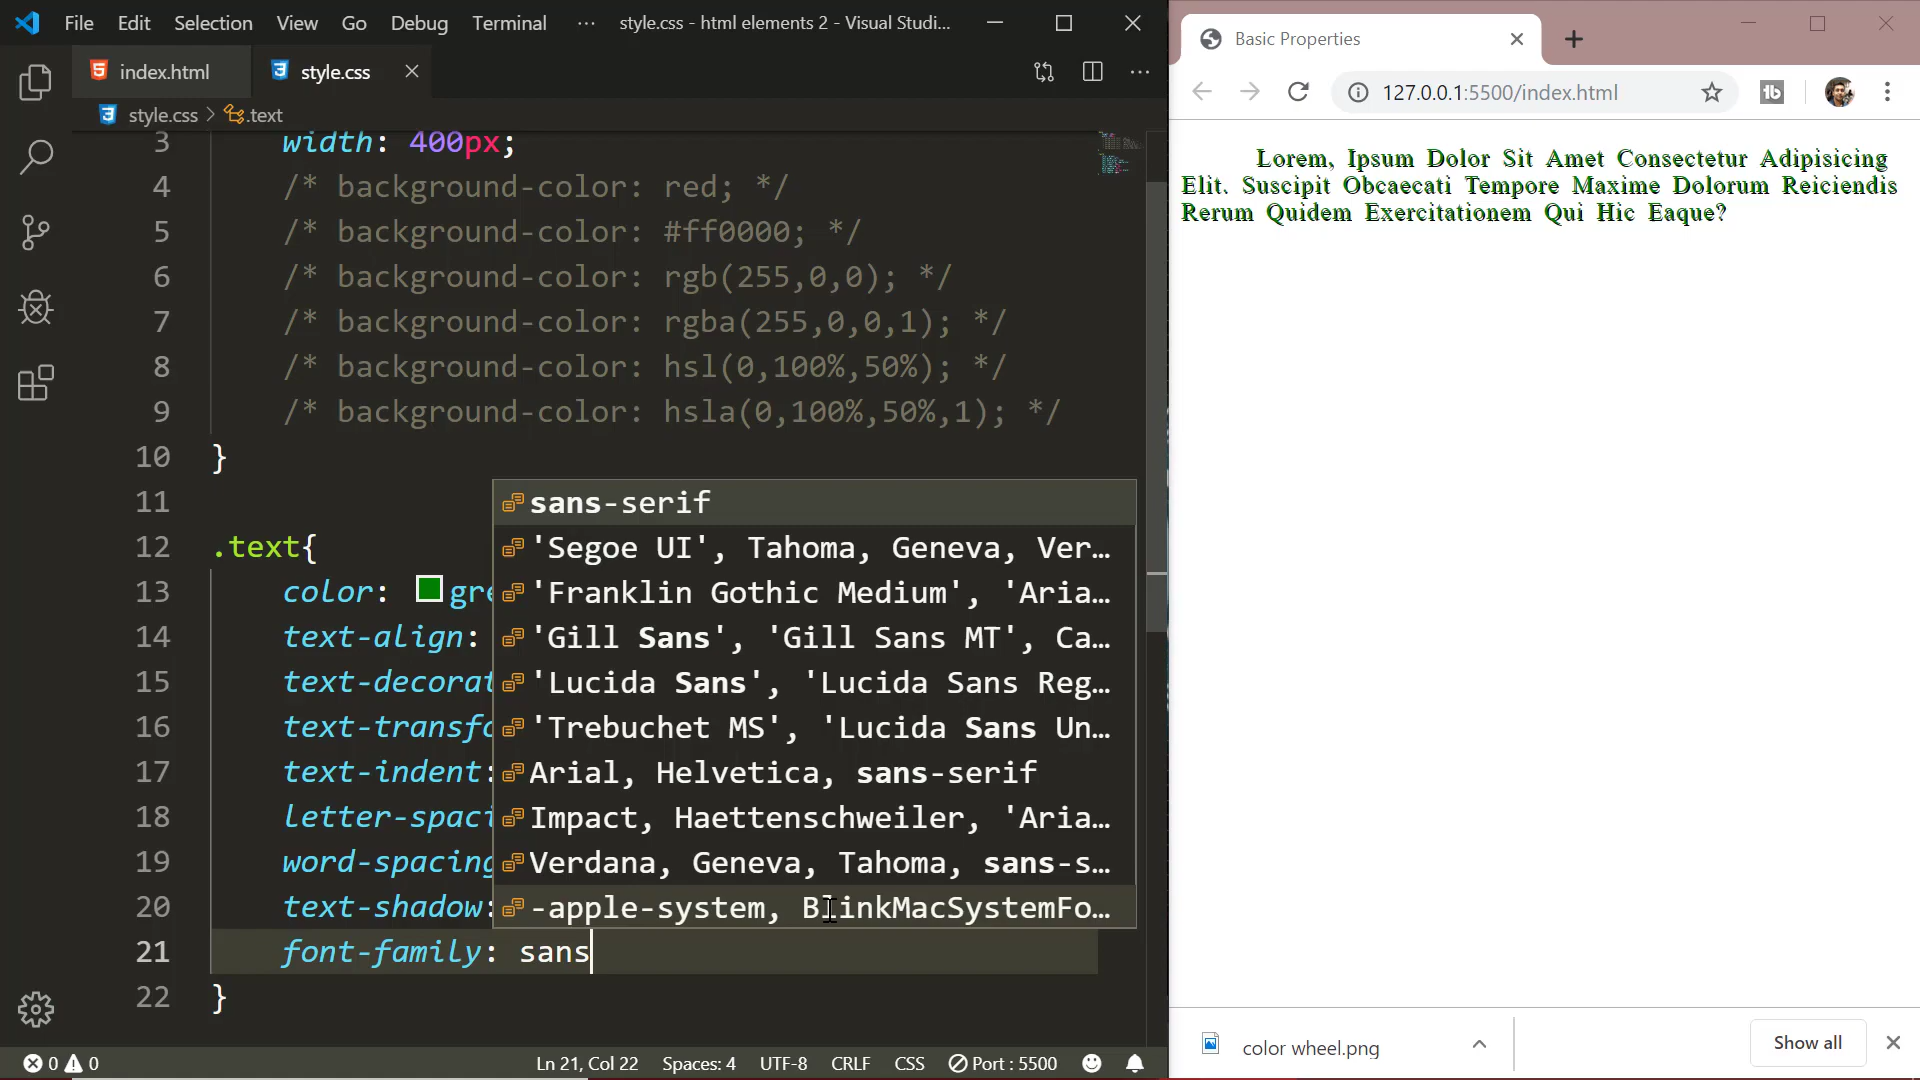 File Edit Selection View Go Debug Terminal ··· style.css - html elements 2 - Visual Studi...
index.html style.css
style.css > .text
3 width: 400px;
4 /* background-color: red; */
5 /* background-color: #ff0000; */
6 /* background-color: rgb(255,0,0); */
7 /* background-color: rgba(255,0,0,1); */
8 /* background-color: hsl(0,100%,50%); */
9 /* background-color: hsla(0,100%,50%,1); */
10 }
11
12 .text{
13 color: gre
14 text-align:
15 text-decorat
16 text-transfo
17 text-indent:
18 letter-spaci
19 word-spacing
20 text-shadow:
21 font-family: sans
22 }
sans-serif
'Segoe UI', Tahoma, Geneva, Ver...
'Franklin Gothic Medium', 'Aria...
'Gill Sans', 'Gill Sans MT', Ca...
'Lucida Sans', 'Lucida Sans Reg...
'Trebuchet MS', 'Lucida Sans Un...
Arial, Helvetica, sans-serif
Impact, Haettenschweiler, 'Aria...
Verdana, Geneva, Tahoma, sans-s...
-apple-system, BlinkMacSystemFo...
0 0 Ln 21, Col 22 Spaces: 4 UTF-8 CRLF CSS Port : 5500
Basic Properties
127.0.0.1:5500/index.html
Lorem, Ipsum Dolor Sit Amet Consectetur Adipisicing
Elit. Suscipit Obcaecati Tempore Maxime Dolorum Reiciendis
Rerum Quidem Exercitationem Qui Hic Eaque?
color wheel.png Show all